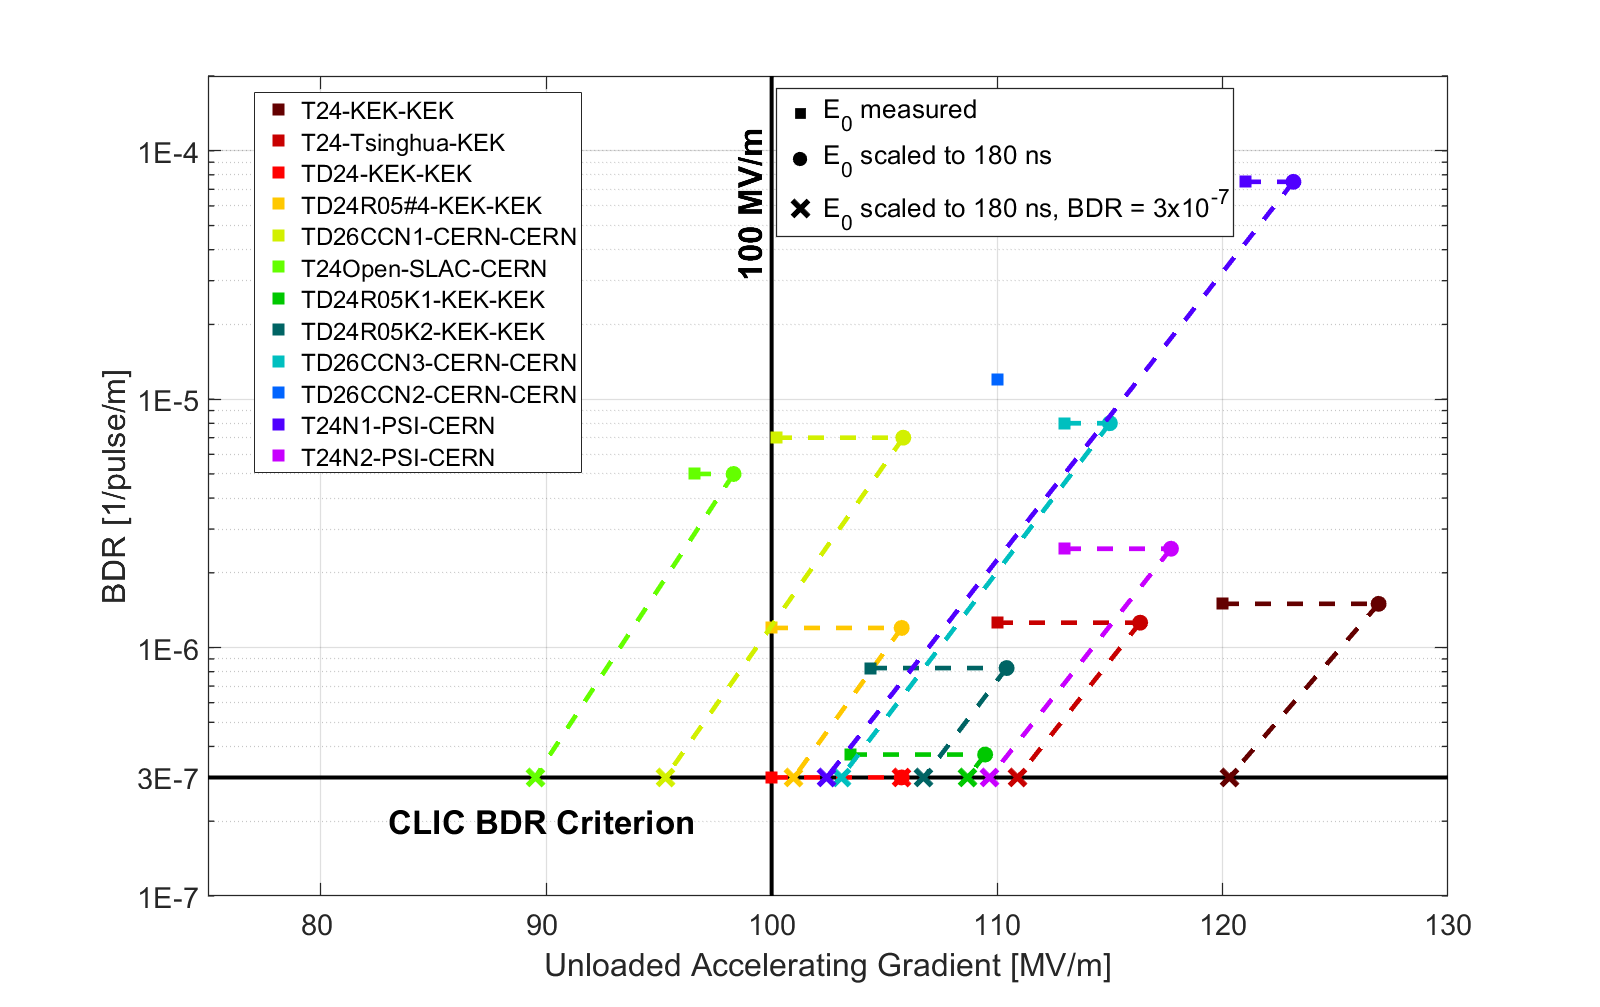 T24-KEK-KEK
T24-Tsinghua-KEK
TD24-KEK-KEK
TD24R05#4-KEK-KEK
TD26CCN1-CERN-CERN
T24Open-SLAC-CERN
TD24R05K1-KEK-KEK
TD24R05K2-KEK-KEK
TD26CCN3-CERN-CERN
TD26CCN2-CERN-CERN
T24N1-PSI-CERN
T24N2-PSI-CERN
100 MV/m
E0 measured
E0 scaled to 180 ns
E0 scaled to 180 ns, BDR = 3x10-7
1E-4
1E-5
1E-6
3E-7
1E-7
BDR [1/pulse/m]
CLIC BDR Criterion
80 90 100 110 120 130
Unloaded Accelerating Gradient [MV/m]